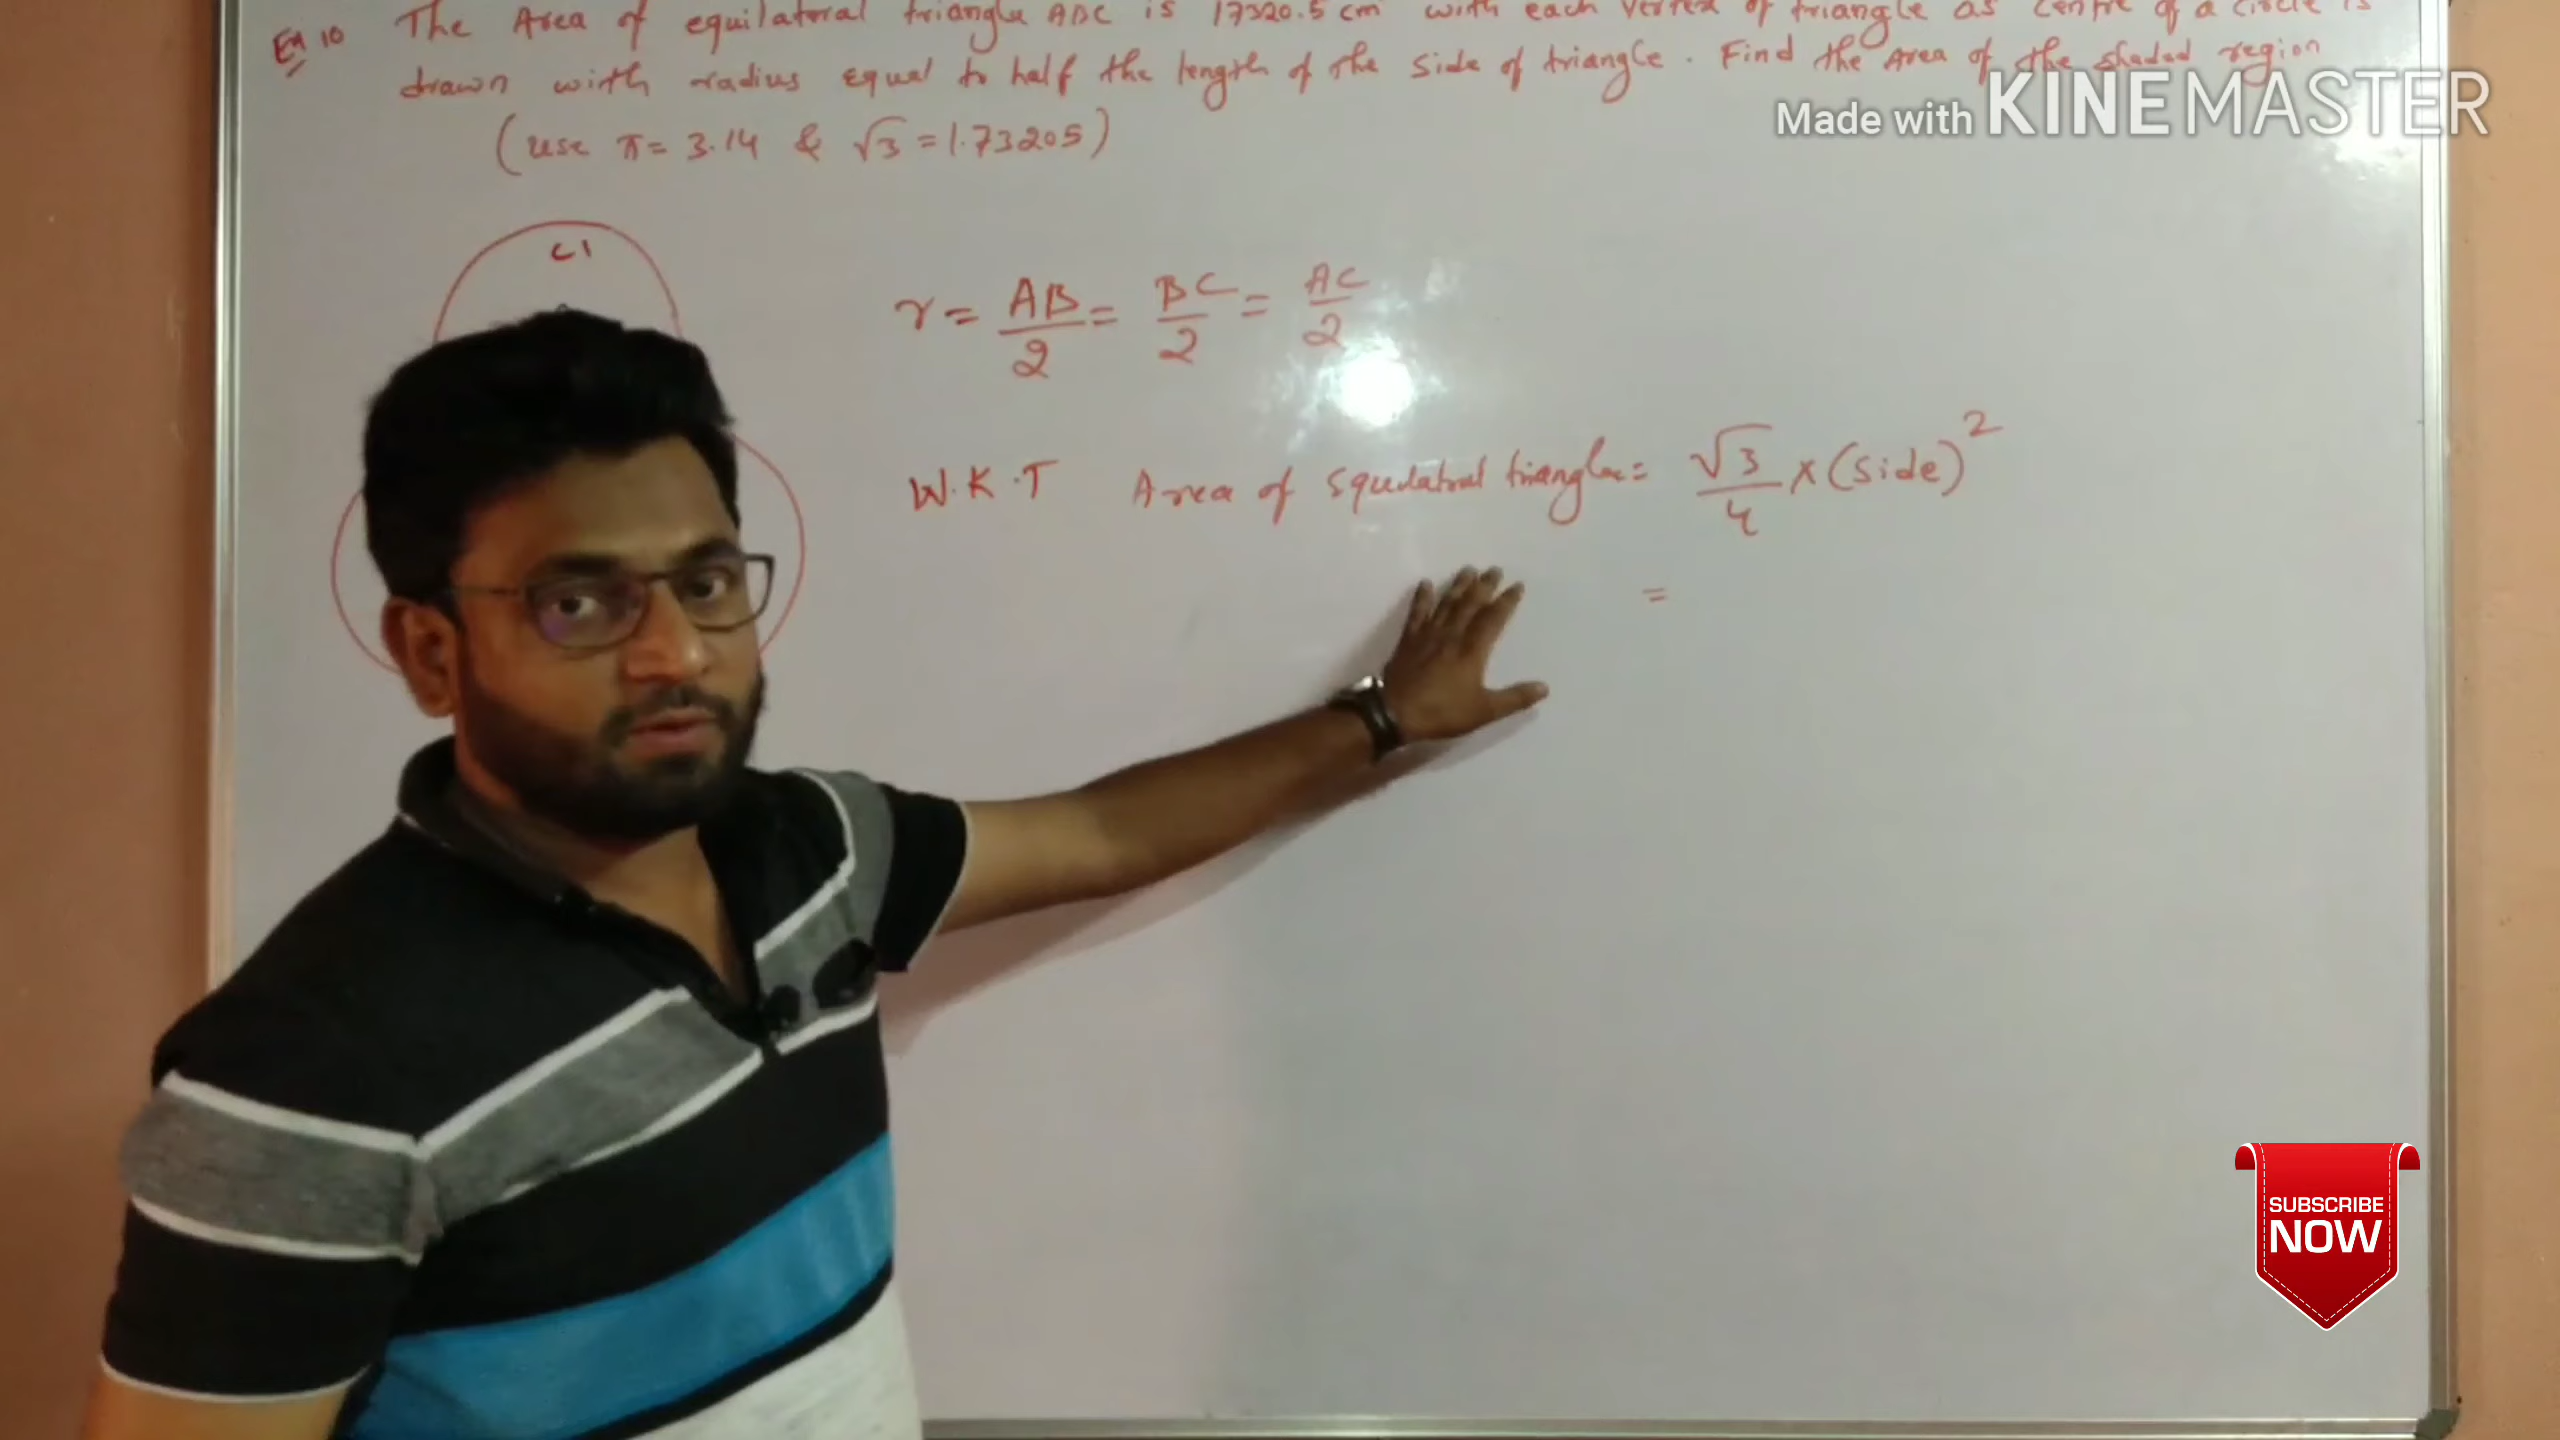 Ex 10 The Area of equilateral triangle ABC is 17320.5 cm with each vertex of triangle as centre of a circle is
drawn with radius equal to half the length of the side of triangle. Find the Area of the shaded region
Made with KINEMASTER
(use π = 3.14 & √3 = 1.73205)
C1
r = AB/2 = BC/2 = AC/2
W.K.T Area of Equilateral triangle = √3/4 × (side)²
=
SUBSCRIBE
NOW